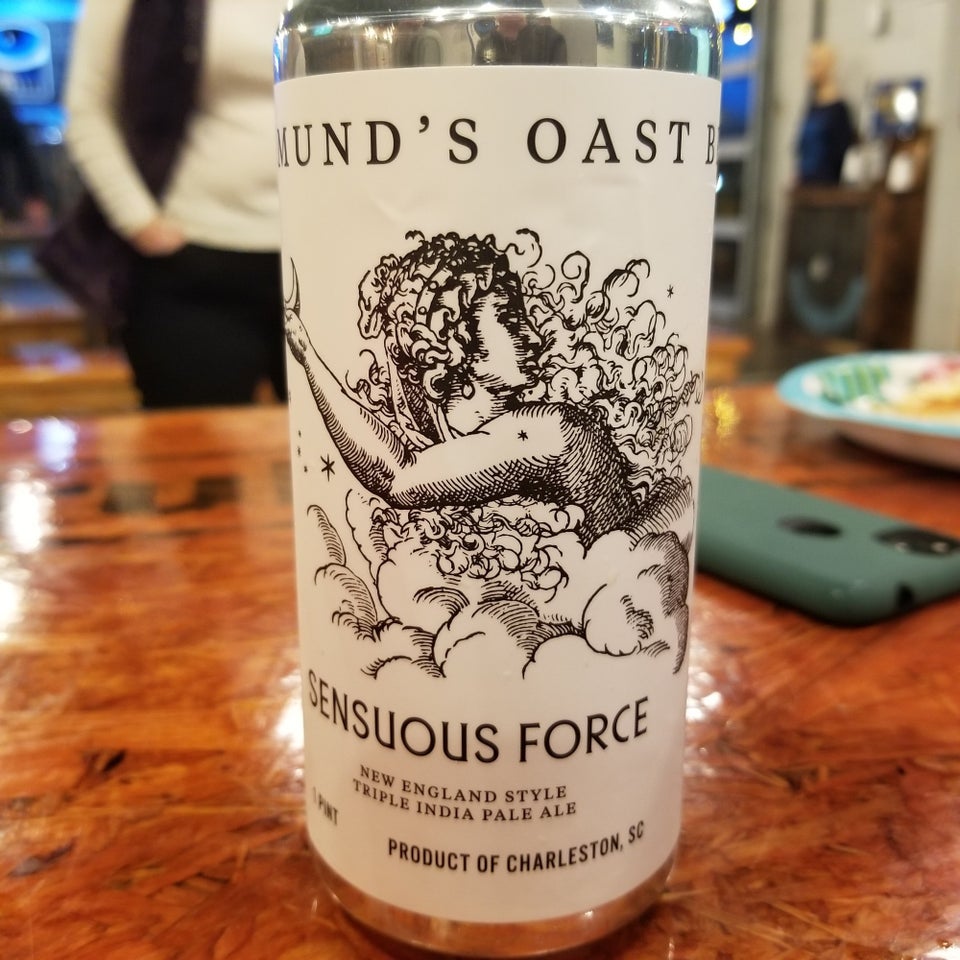 MUND'S OAST B
SENSUOUS FORCE
NEW ENGLAND STYLE
TRIPLE INDIA PALE ALE
1 PINT
PRODUCT OF CHARLESTON, SC